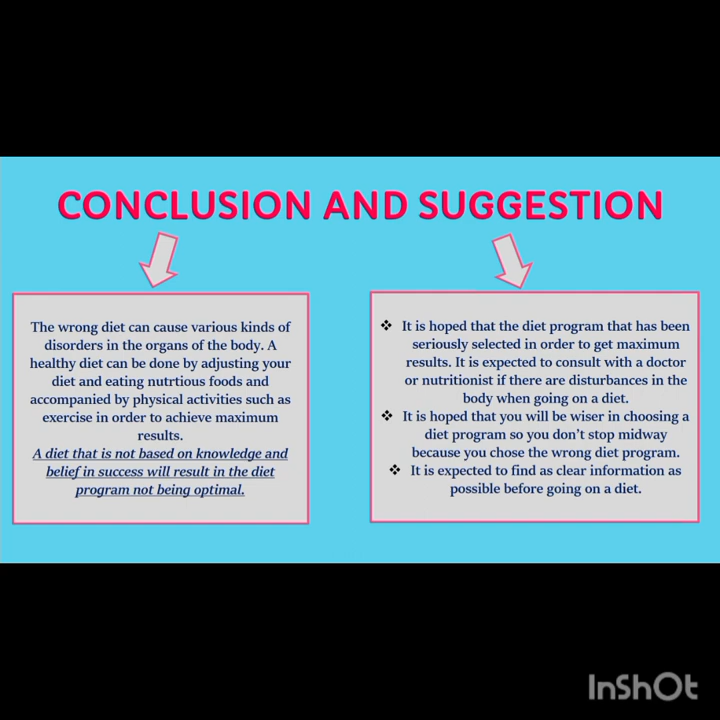 CONCLUSION AND SUGGESTION
The wrong diet can cause various kinds of
disorders in the organs of the body. A
healthy diet can be done by adjusting your
diet and eating nutrtious foods and
accompanied by physical activities such as
exercise in order to achieve maximum
results.
A diet that is not based on knowledge and
belief in success will result in the diet
program not being optimal.
❖ It is hoped that the diet program that has been
seriously selected in order to get maximum
results. It is expected to consult with a doctor
or nutritionist if there are disturbances in the
body when going on a diet.
❖ It is hoped that you will be wiser in choosing a
diet program so you don't stop midway
because you chose the wrong diet program.
❖ It is expected to find as clear information as
possible before going on a diet.
InShOt